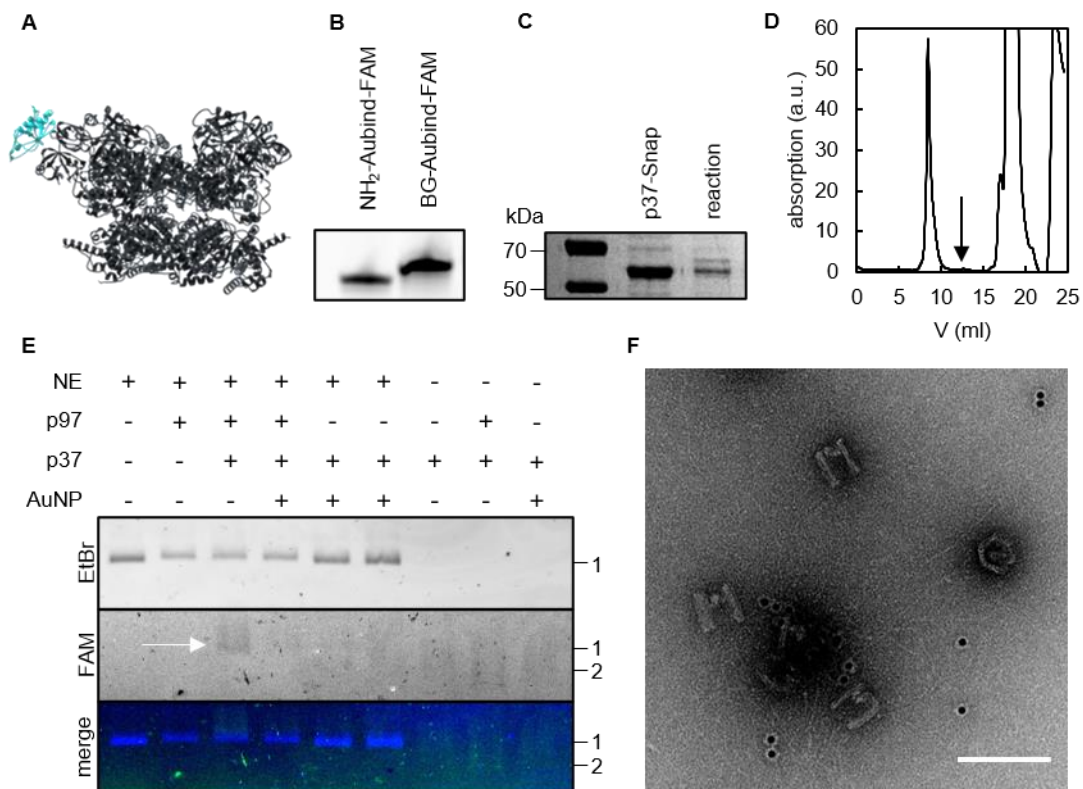 A
B
NH₂-Aubind-FAM
BG-Aubind-FAM
C
kDa
p37-Snap
reaction
70
50
D
absorption (a.u.)
60
50
40
30
20
10
0
0 5 10 15 20 25
V (ml)
E
NE + + + + + + - - -
p97 - + + + - - - + -
p37 - - + + + + + + +
AuNP - - - + + + - - +
EtBr
1
FAM
1
2
merge
1
2
F